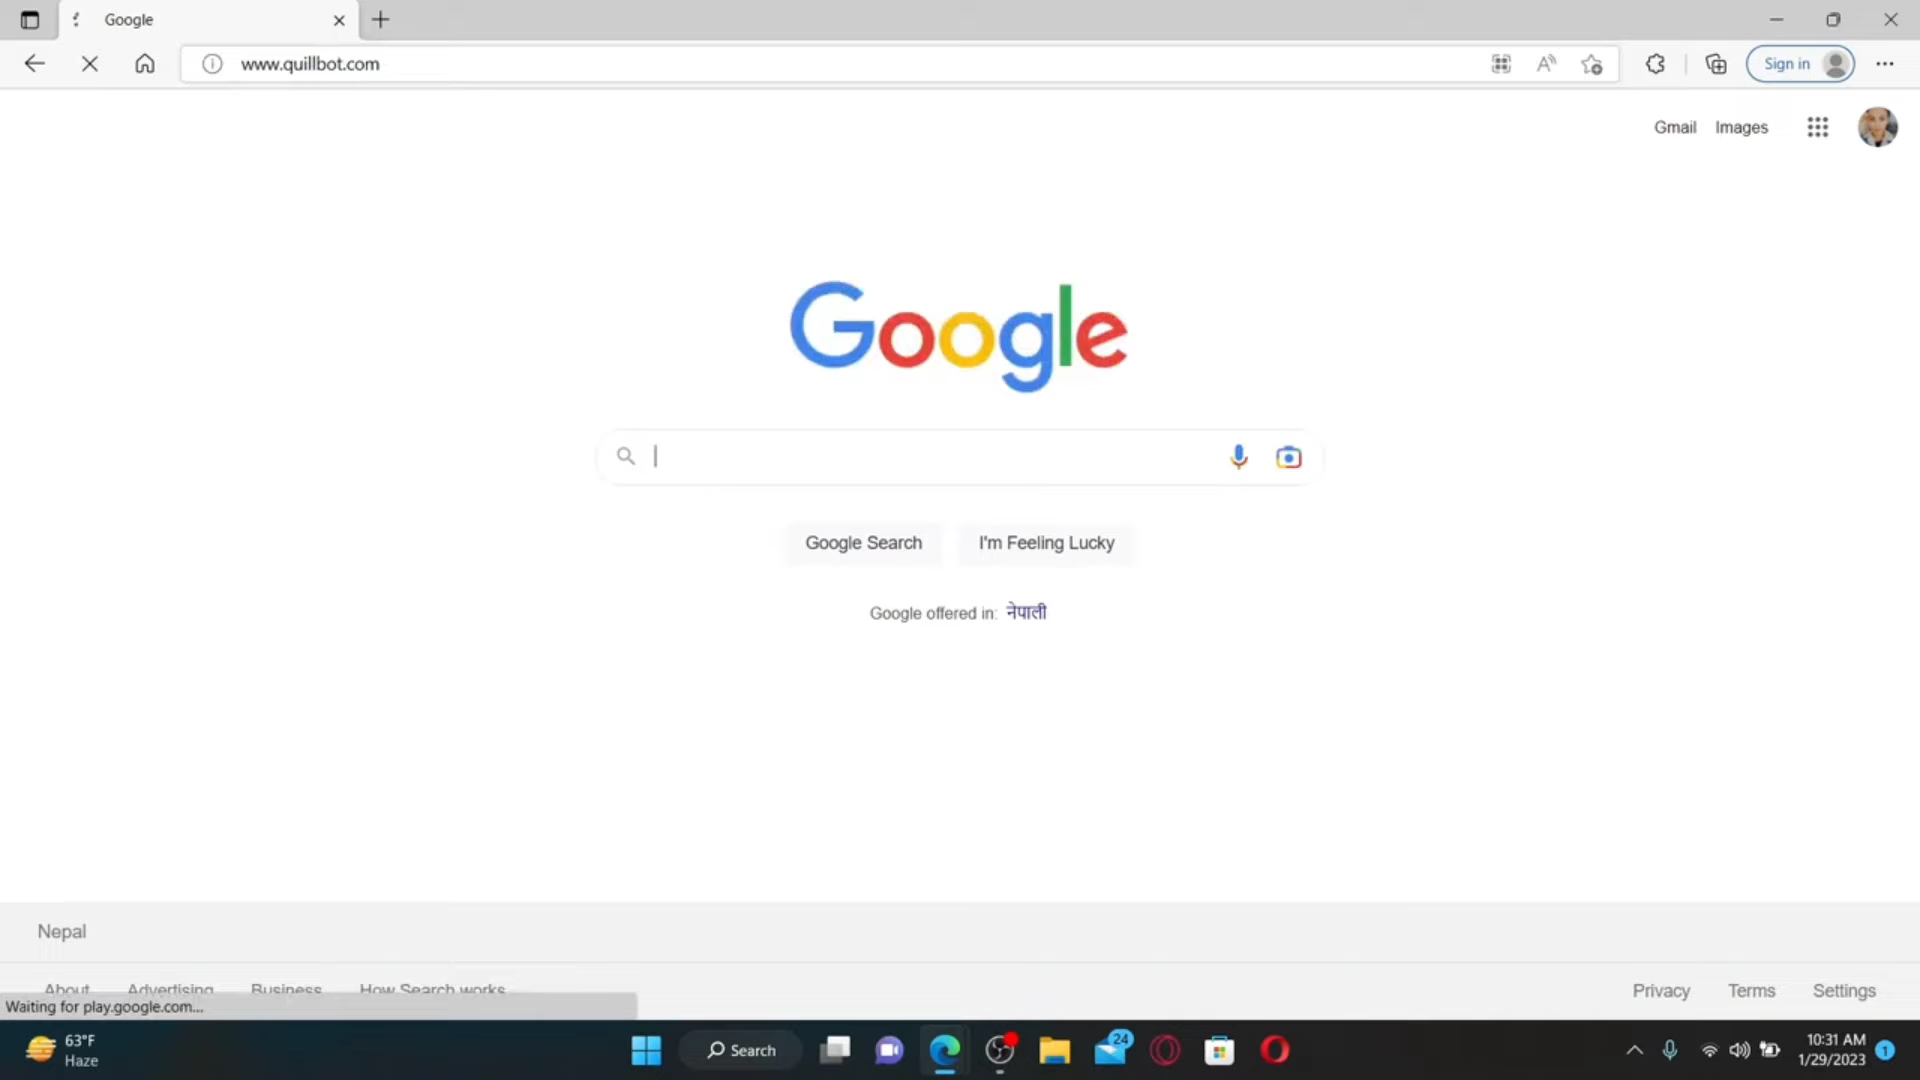 Google
www.quillbot.com
Sign in
Gmail Images
Google
Google Search I'm Feeling Lucky
Google offered in: नेपाली
Nepal
About Advertising Business How Search works
Privacy Terms Settings
Waiting for play.google.com...
63°F
Haze
Search
24
10:31 AM
1/29/2023
1